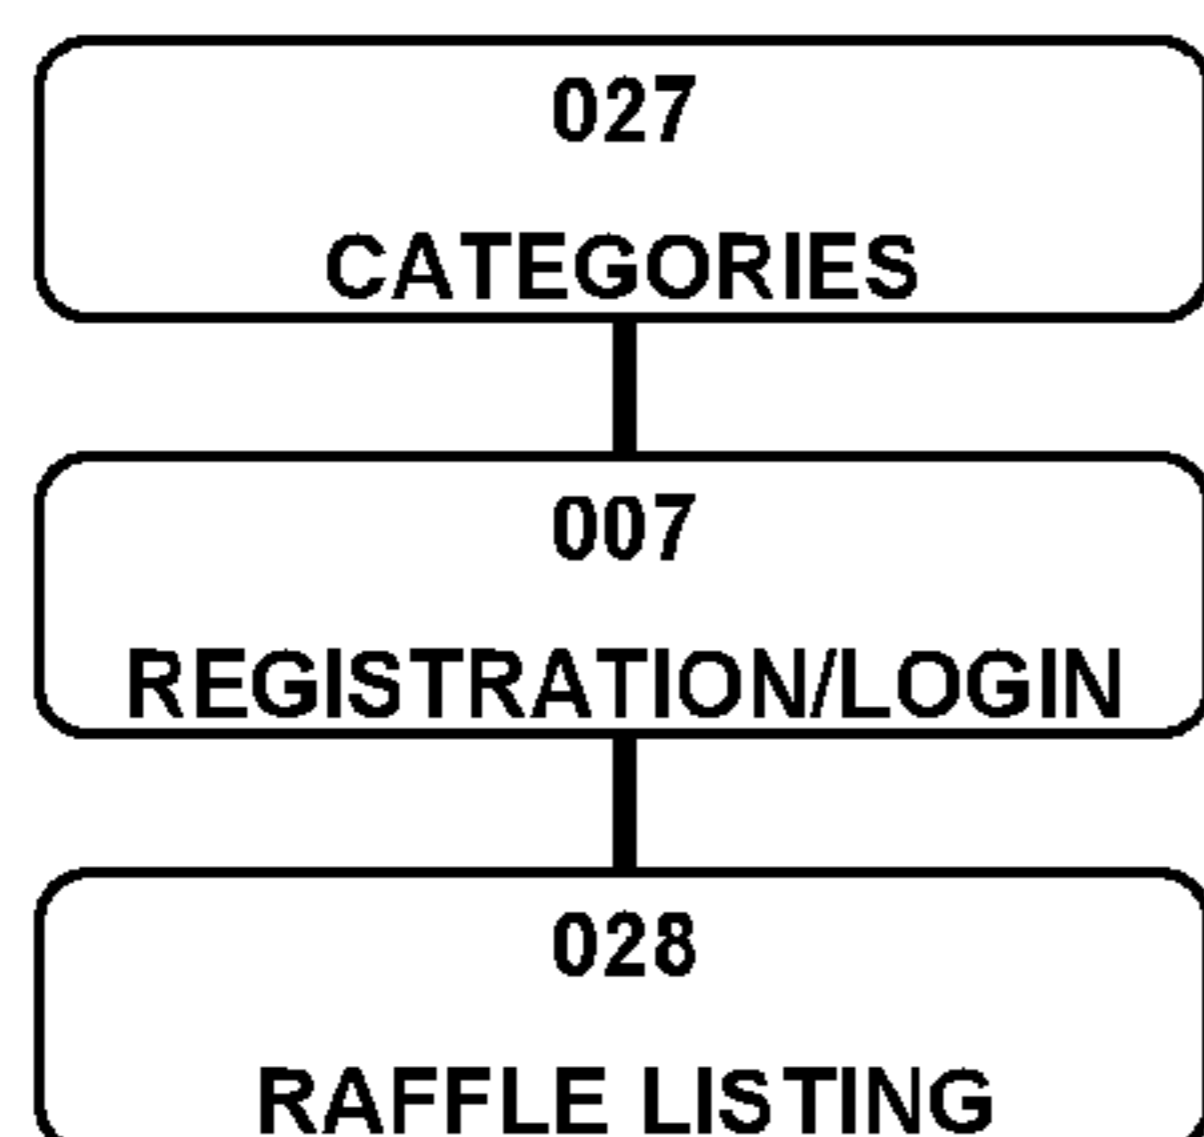 027
CATEGORIES
007
REGISTRATION/LOGIN
028
RAFFLE LISTING